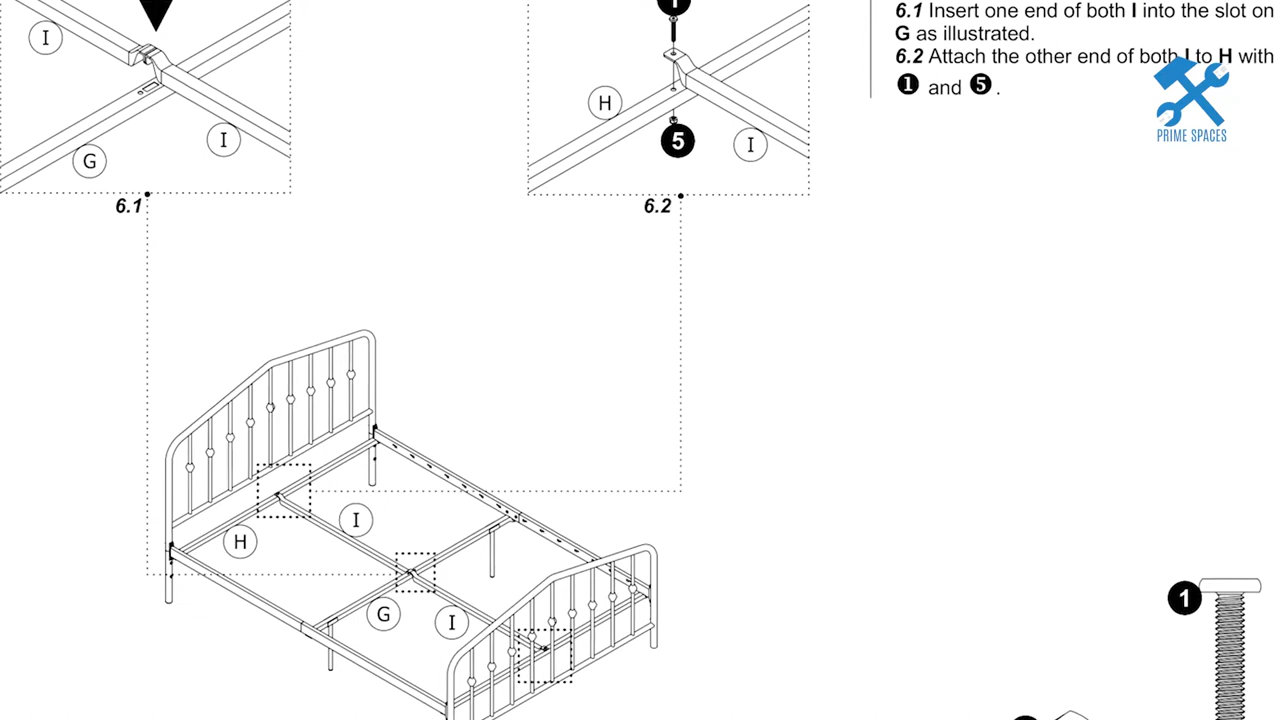 I
I
G
6.1
1
H
5
I
6.2
6.1 Insert one end of both I into the slot on
G as illustrated.
6.2 Attach the other end of both I to H with
1 and 5 .
PRIME SPACES
I
H
G
I
1